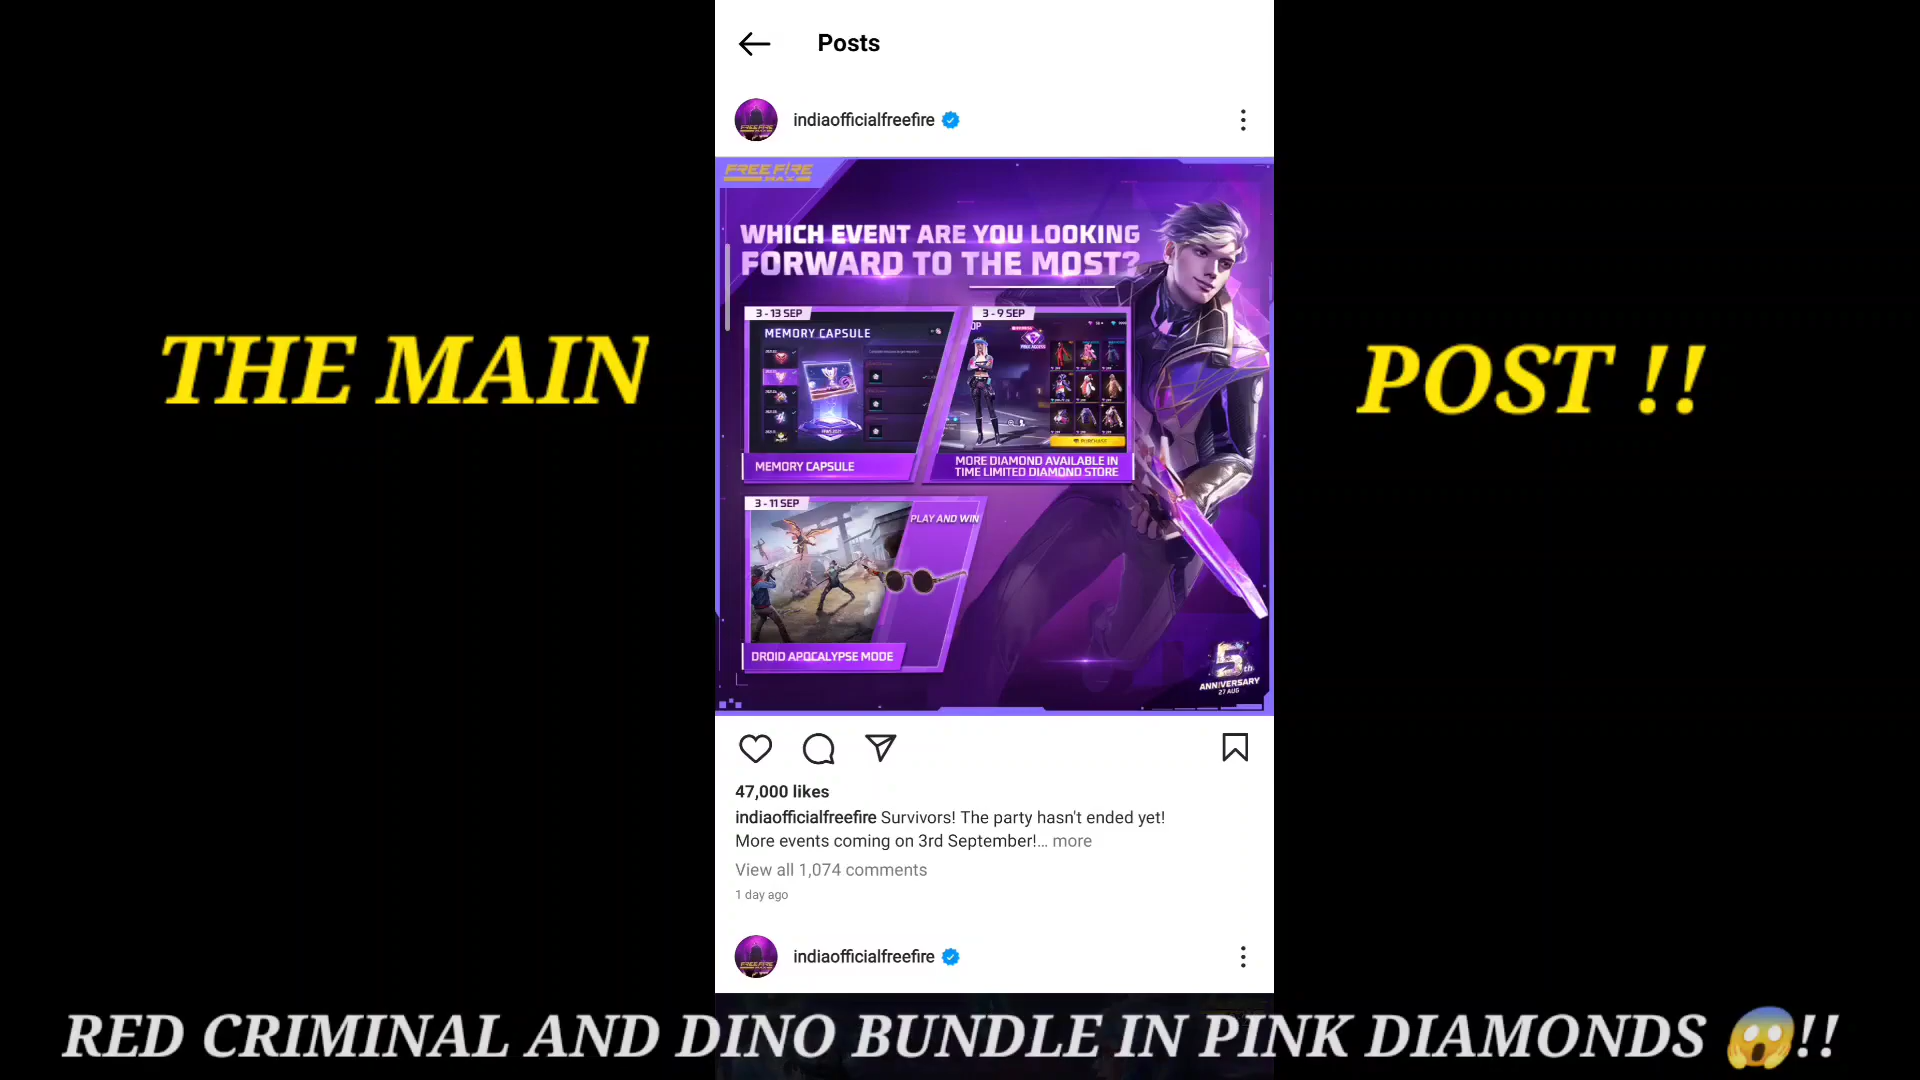 Posts
indiaofficialfreefire
FREE FIRE
MAX
WHICH EVENT ARE YOU LOOKING
FORWARD TO THE MOST?
3 - 13 SEP
MEMORY CAPSULE
MEMORY CAPSULE
3 - 9 SEP
PURCHASE
MORE DIAMOND AVAILABLE IN
TIME LIMITED DIAMOND STORE
3 - 11 SEP
PLAY AND WIN
DROID APOCALYPSE MODE
5th
ANNIVERSARY
27 AUG
THE MAIN
POST !!
47,000 likes
indiaofficialfreefire Survivors! The party hasn't ended yet!
More events coming on 3rd September!... more
View all 1,074 comments
1 day ago
indiaofficialfreefire
RED CRIMINAL AND DINO BUNDLE IN PINK DIAMONDS 😱!!